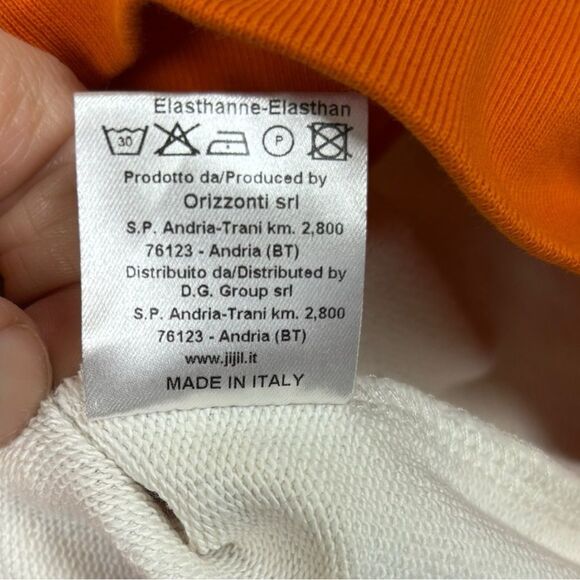 Elasthanne-Elasthan
30 P
Prodotto da/Produced by
Orizzonti srl
S.P. Andria-Trani km. 2,800
76123 - Andria (BT)
Distribuito da/Distributed by
D.G. Group srl
S.P. Andria-Trani km. 2,800
76123 - Andria (BT)
www.jijil.it
MADE IN ITALY